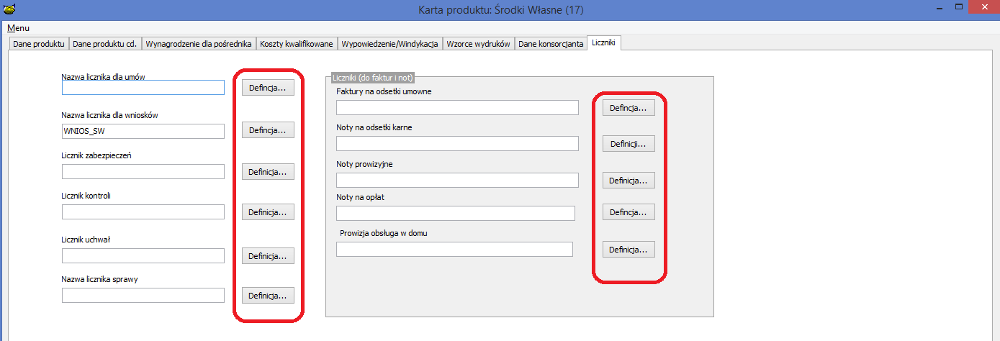 Karta produktu: Środki Własne (17)
Menu
Dane produktu Dane produktu cd. Wynagrodzenie dla pośrednika Koszty kwalifikowane Wypowiedzenie/Windykacja Wzorce wydruków Dane konsorcjanta Liczniki
Nazwa licznika dla umów
Defincja...
Nazwa licznika dla wniosków
WNIOS_SW Defincja...
Licznik zabezpieczeń
Definicja...
Licznik kontroli
Definicja...
Licznik uchwał
Definicja...
Nazwa licznika sprawy
Definicja...
Liczniki (do faktur i not)
Faktury na odsetki umowne
Defincja...
Noty na odsetki karne
Definicji...
Noty prowizyjne
Definicja...
Noty na opłat
Defincja...
Prowizja obsługa w domu
Definicja...